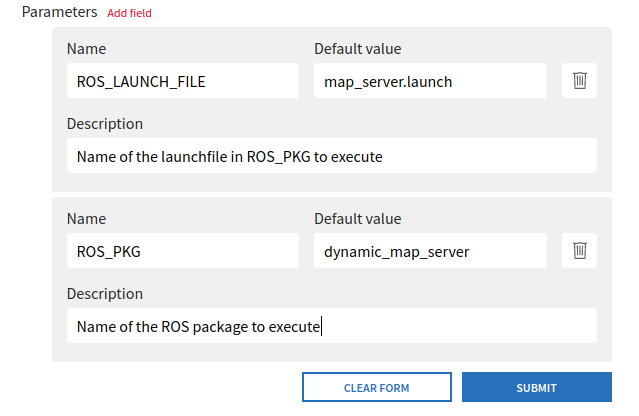 Parameters Add field
Name Default value
ROS_LAUNCH_FILE map_server.launch
Description
Name of the launchfile in ROS_PKG to execute
Name Default value
ROS_PKG dynamic_map_server
Description
Name of the ROS package to execute
CLEAR FORM SUBMIT